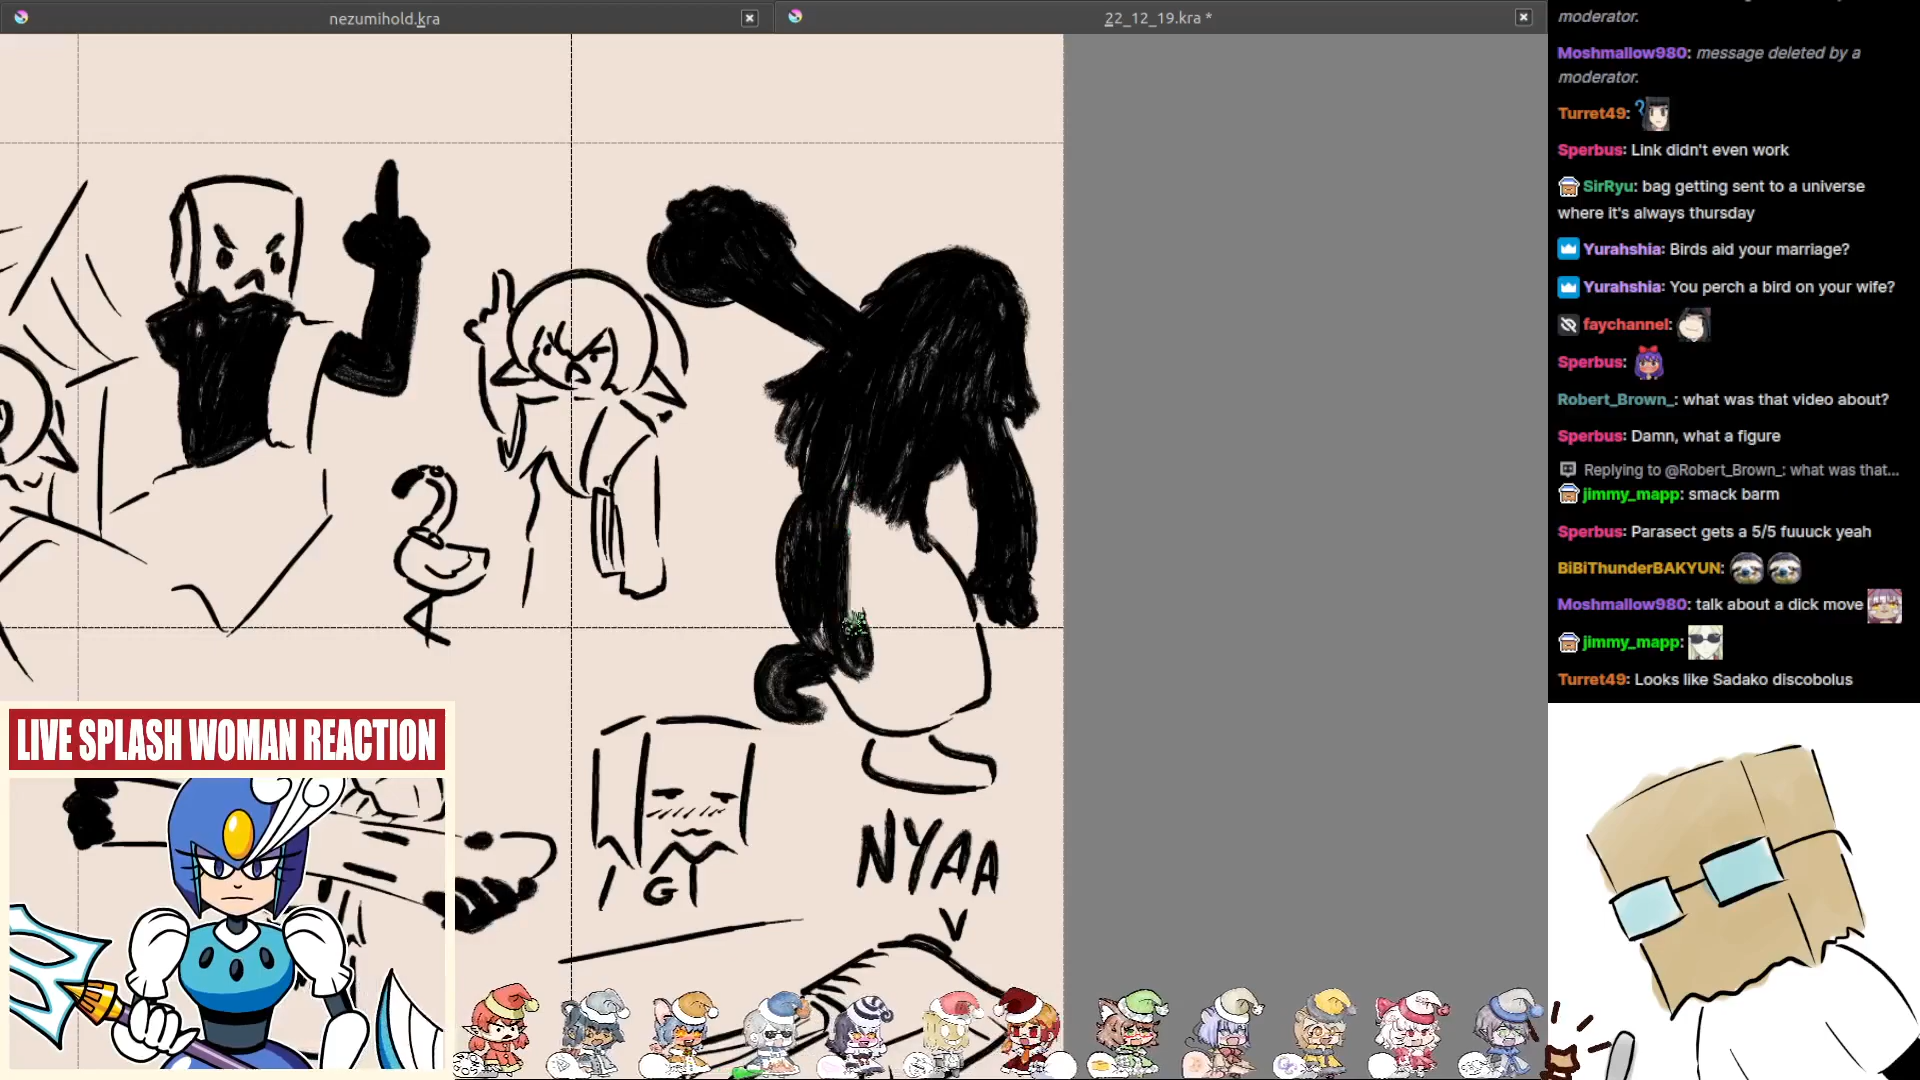 nezumihold.kra
22_12_19.kra *
moderator.
Moshmallow980: message deleted by a
moderator.
Turret49:
Sperbus: Link didn't even work
SirRyu: bag getting sent to a universe
where it's always thursday
Yurahshia: Birds aid your marriage?
Yurahshia: You perch a bird on your wife?
faychannel:
Sperbus:
Robert_Brown_: what was that video about?
Sperbus: Damn, what a figure
Replying to @Robert_Brown_: what was that...
jimmy_mapp: smack barm
Sperbus: Parasect gets a 5/5 fuuuck yeah
BiBiThunderBAKYUN:
Moshmallow980: talk about a dick move
jimmy_mapp:
Turret49: Looks like Sadako discobolus
LIVE SPLASH WOMAN REACTION
NYAA